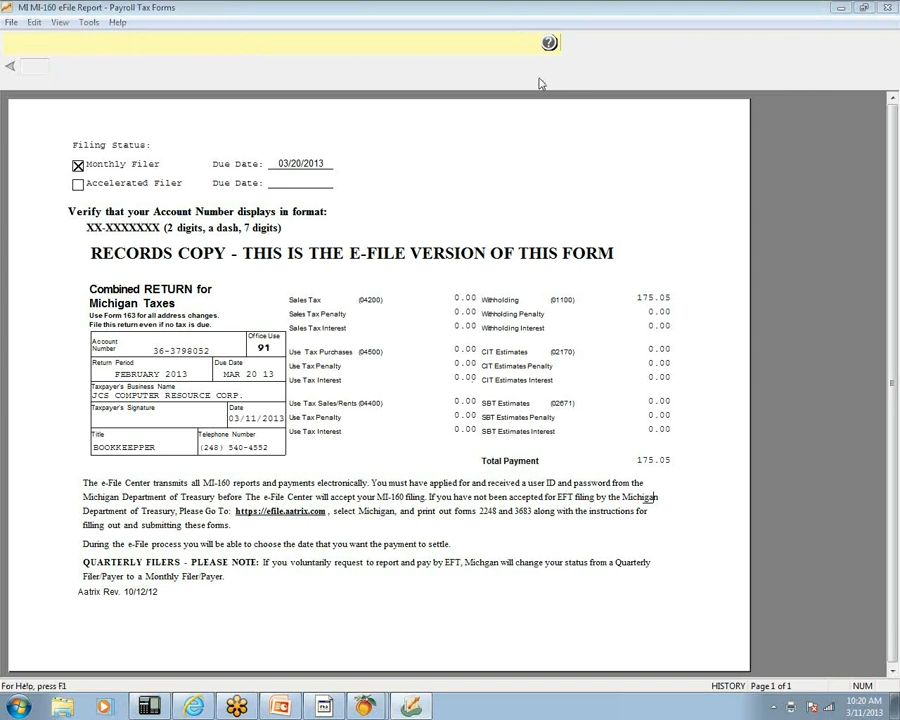 MI MI-160 eFile Report - Payroll Tax Forms
File Edit View Tools Help
Filing Status:
Monthly Filer Due Date: 03/20/2013
Accelerated Filer Due Date:
Verify that your Account Number displays in format:
XX-XXXXXXX (2 digits, a dash, 7 digits)
RECORDS COPY - THIS IS THE E-FILE VERSION OF THIS FORM
Combined RETURN for
Michigan Taxes
Use Form 163 for all address changes.
File this return even if no tax is due.
Account
Number 36-3798052
Office Use
91
Return Period
FEBRUARY 2013
Due Date
MAR 20 13
Taxpayer's Business Name
JCS COMPUTER RESOURCE CORP.
Taxpayer's Signature
Date
03/11/2013
Title
BOOKKEEPPER
Telephone Number
(248) 540-4552
Sales Tax (04200) 0.00
Sales Tax Penalty 0.00
Sales Tax Interest 0.00
Use Tax Purchases (04500) 0.00
Use Tax Penalty 0.00
Use Tax Interest 0.00
Use Tax Sales/Rents (04400) 0.00
Use Tax Penalty 0.00
Use Tax Interest 0.00
Withholding (01100) 175.05
Withholding Penalty 0.00
Withholding Interest 0.00
CIT Estimates (02170) 0.00
CIT Estimates Penalty 0.00
CIT Estimates Interest 0.00
SBT Estimates (02671) 0.00
SBT Estimates Penalty 0.00
SBT Estimates Interest 0.00
Total Payment 175.05
The e-File Center transmits all MI-160 reports and payments electronically. You must have applied for and received a user ID and password from the
Michigan Department of Treasury before The e-File Center will accept your MI-160 filing. If you have not been accepted for EFT filing by the Michigan
Department of Treasury, Please Go To: https://efile.aatrix.com , select Michigan, and print out forms 2248 and 3683 along with the instructions for
filling out and submitting these forms.
During the e-File process you will be able to choose the date that you want the payment to settle.
QUARTERLY FILERS - PLEASE NOTE: If you voluntarily request to report and pay by EFT, Michgan will change your status from a Quarterly
Filer/Payer to a Monthly Filer/Payer.
Aatrix Rev. 10/12/12
For Help, press F1
HISTORY Page 1 of 1 NUM
10:20 AM
3/11/2013